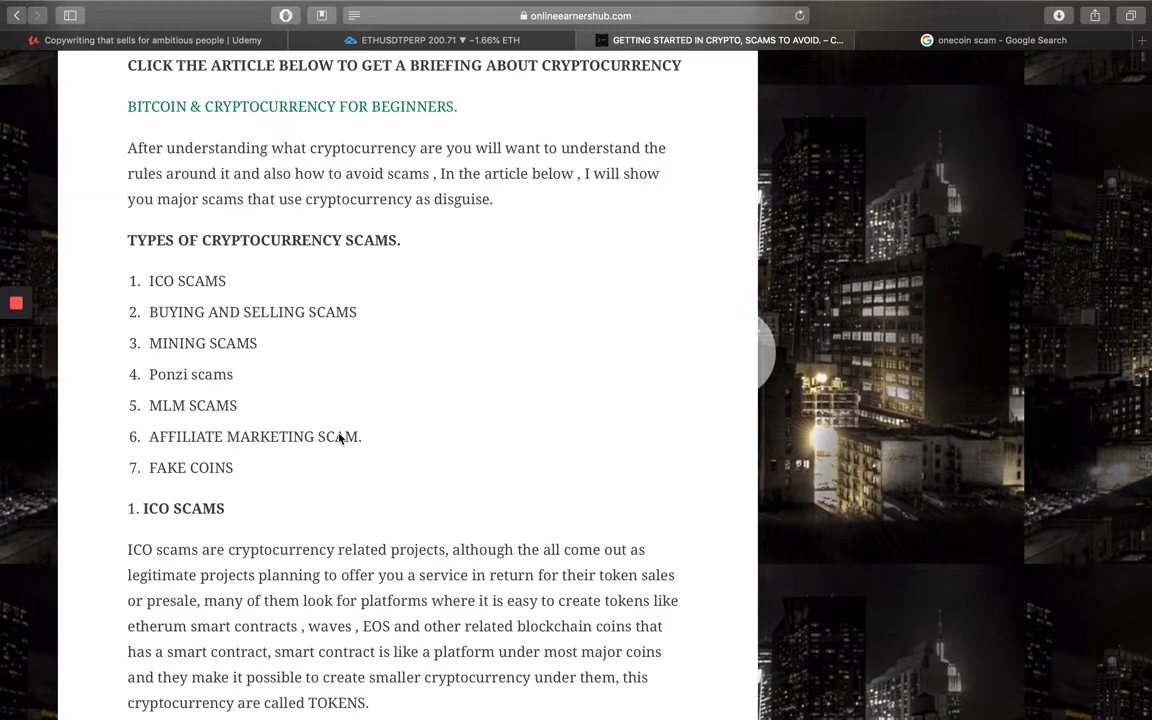 onlineearnershub.com
Copywriting that sells for ambitious people | Udemy
ETHUSDTPERP 200.71 ▼ −1.66% ETH
GETTING STARTED IN CRYPTO, SCAMS TO AVOID. – C...
onecoin scam - Google Search
CLICK THE ARTICLE BELOW TO GET A BRIEFING ABOUT CRYPTOCURRENCY
BITCOIN & CRYPTOCURRENCY FOR BEGINNERS.
After understanding what cryptocurrency are you will want to understand the
rules around it and also how to avoid scams , In the article below , I will show
you major scams that use cryptocurrency as disguise.
TYPES OF CRYPTOCURRENCY SCAMS.
1. ICO SCAMS
2. BUYING AND SELLING SCAMS
3. MINING SCAMS
4. Ponzi scams
5. MLM SCAMS
6. AFFILIATE MARKETING SCAM.
7. FAKE COINS
1. ICO SCAMS
ICO scams are cryptocurrency related projects, although the all come out as
legitimate projects planning to offer you a service in return for their token sales
or presale, many of them look for platforms where it is easy to create tokens like
etherum smart contracts , waves , EOS and other related blockchain coins that
has a smart contract, smart contract is like a platform under most major coins
and they make it possible to create smaller cryptocurrency under them, this
cryptocurrency are called TOKENS.